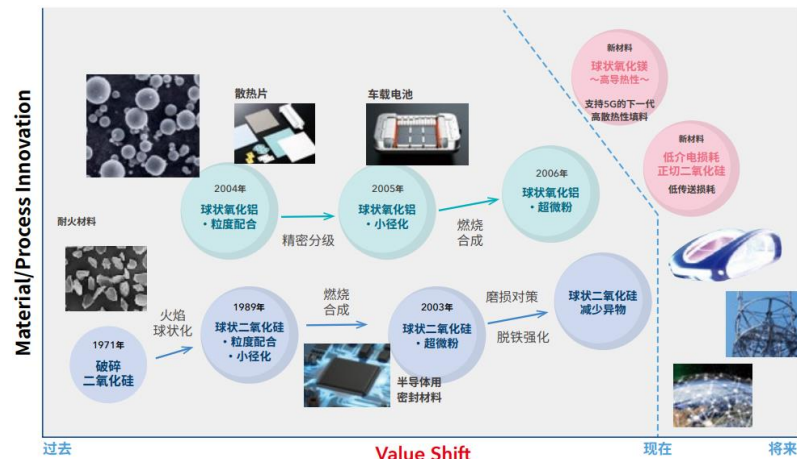 Material/Process Innovation
散热片
车载电池
新材料
球状氧化镁
～高导热性～
支持5G的下一代
高散热性填料
新材料
低介电损耗
正切二氧化硅
低传送损耗
2004年
球状氧化铝
・粒度配合
精密分级
2005年
球状氧化铝
・小径化
燃烧
合成
2006年
球状氧化铝
・超微粉
耐火材料
1971年
破碎
二氧化硅
火焰
球状化
1989年
球状二氧化硅
・粒度配合
・小径化
燃烧
合成
半导体用
密封材料
2003年
球状二氧化硅
・超微粉
磨损对策
脱铁强化
球状二氧化硅
减少异物
过去
Value Shift
现在
将来